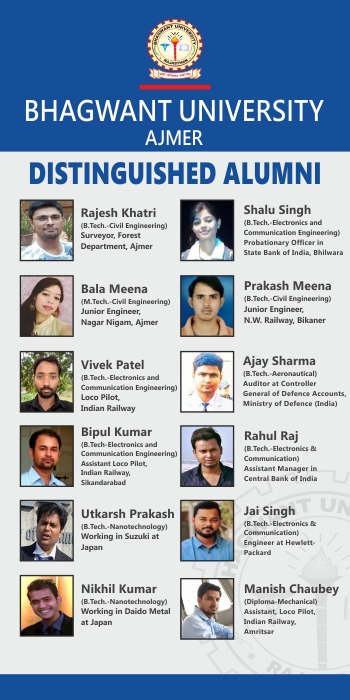 BHAGWANT UNIVERSITY
AJMER
DISTINGUISHED ALUMNI
Rajesh Khatri
(B.Tech.-Civil Engineering)
Surveyor, Forest
Department, Ajmer
Shalu Singh
(B.Tech.-Electronics and
Communication Engineering)
Probationary Officer in
State Bank of India, Bhilwara
Bala Meena
(M.Tech.-Civil Engineering)
Junior Engineer,
Nagar Nigam, Ajmer
Prakash Meena
(B.Tech.-Civil Engineering)
Junior Engineer,
N.W. Railway, Bikaner
Vivek Patel
(B.Tech.-Electronics and
Communication Engineering)
Loco Pilot,
Indian Railway
Ajay Sharma
(B.Tech.-Aeronautical)
Auditor at Controller
General of Defence Accounts,
Ministry of Defence (India)
Bipul Kumar
(B.Tech-Electronics and
Communication Engineering)
Assistant Loco Pilot,
Indian Railway,
Sikandarabad
Rahul Raj
(B.Tech.-Electronics &
Communication)
Assistant Manager in
Central Bank of India
Utkarsh Prakash
(B.Tech.-Nanotechnology)
Working in Suzuki at
Japan
Jai Singh
(B.Tech.-Electronics &
Communication)
Engineer at Hewlett-
Packard
Nikhil Kumar
(B.Tech.-Nanotechnology)
Working in Daido Metal
at Japan
Manish Chaubey
(Diploma-Mechanical)
Assistant, Loco Pilot,
Indian Railway,
Amritsar